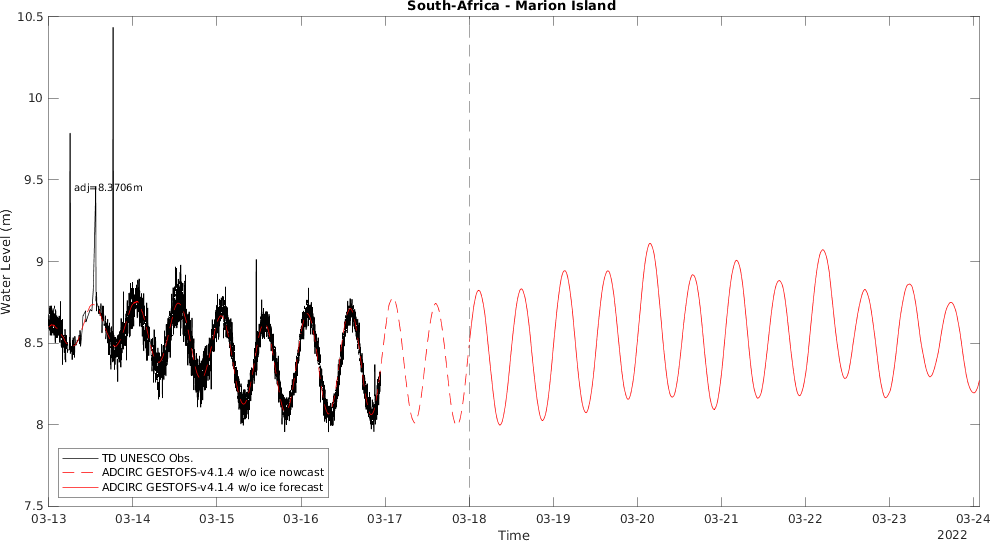 South-Africa - Marion Island
10.5
10
9.5
9
8.5
8
7.5
Water Level (m)
adj=8.3706m
TD UNESCO Obs.
ADCIRC GESTOFS-v4.1.4 w/o ice nowcast
ADCIRC GESTOFS-v4.1.4 w/o ice forecast
03-13 03-14 03-15 03-16 03-17 03-18 03-19 03-20 03-21 03-22 03-23 03-24
Time
2022